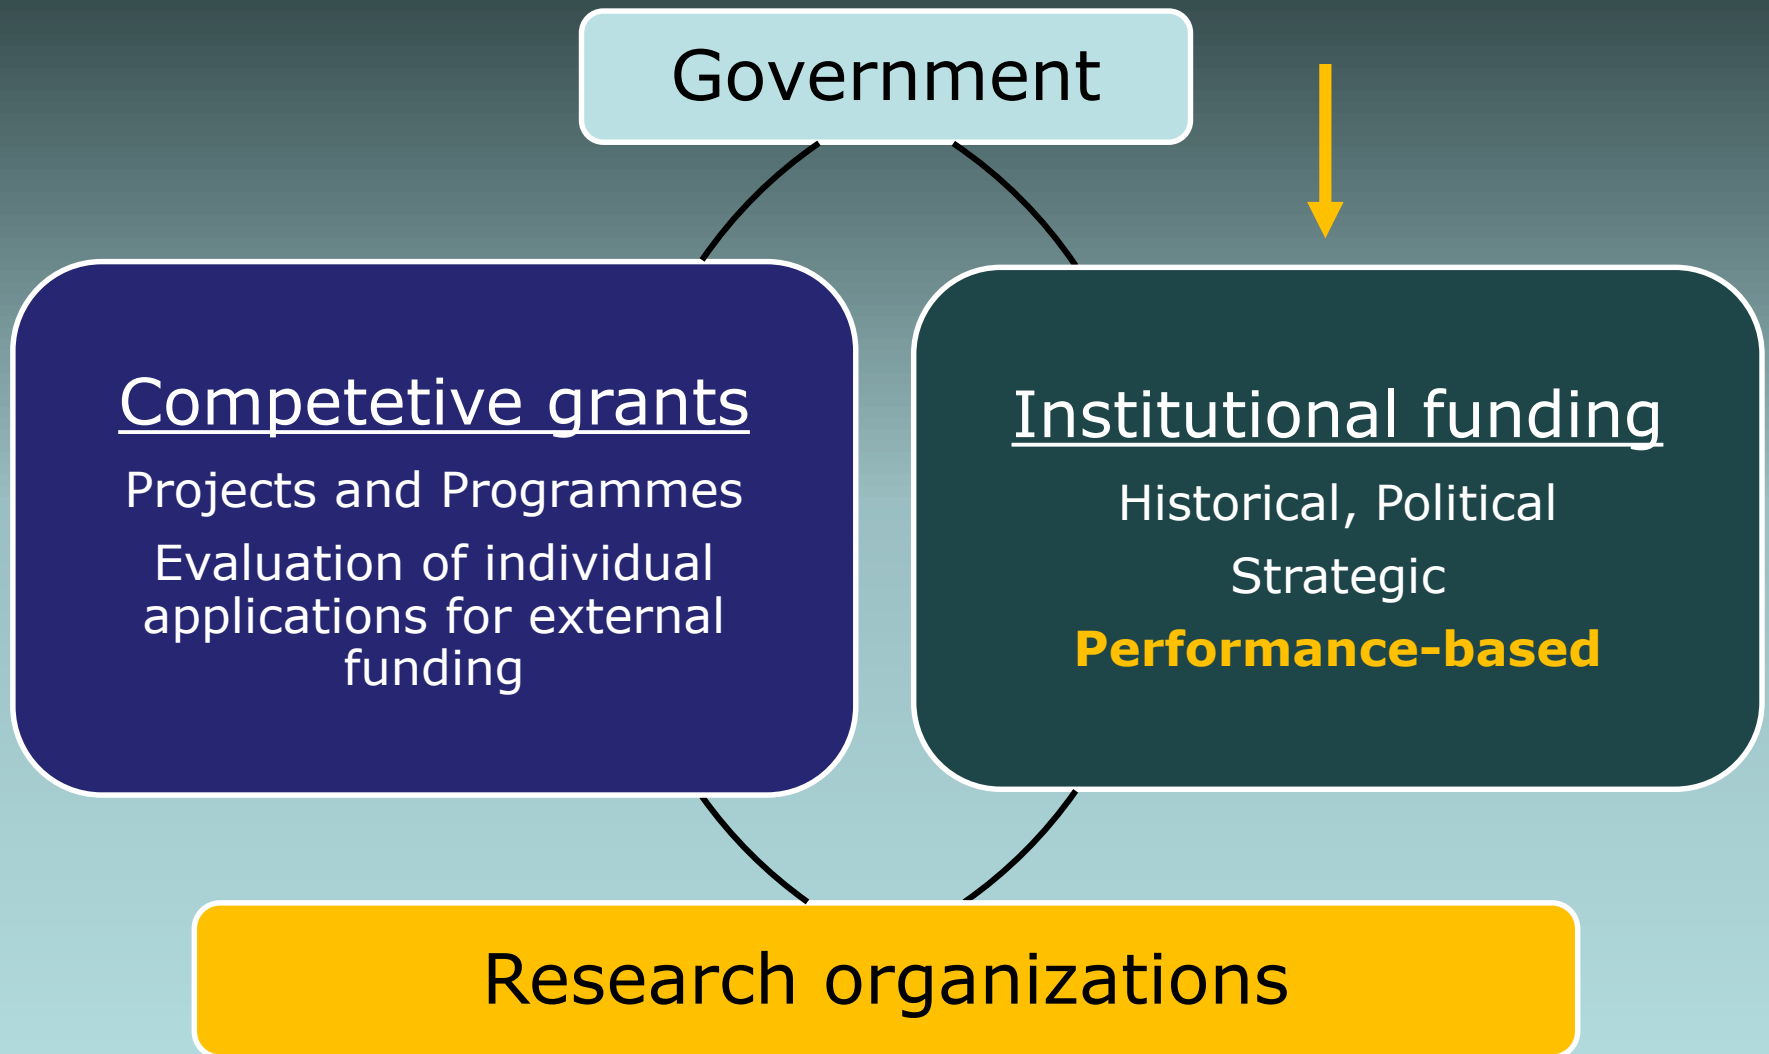 Government
Competetive grants
Projects and Programmes
Evaluation of individual
applications for external
funding
Institutional funding
Historical, Political
Strategic
Performance-based
Research organizations